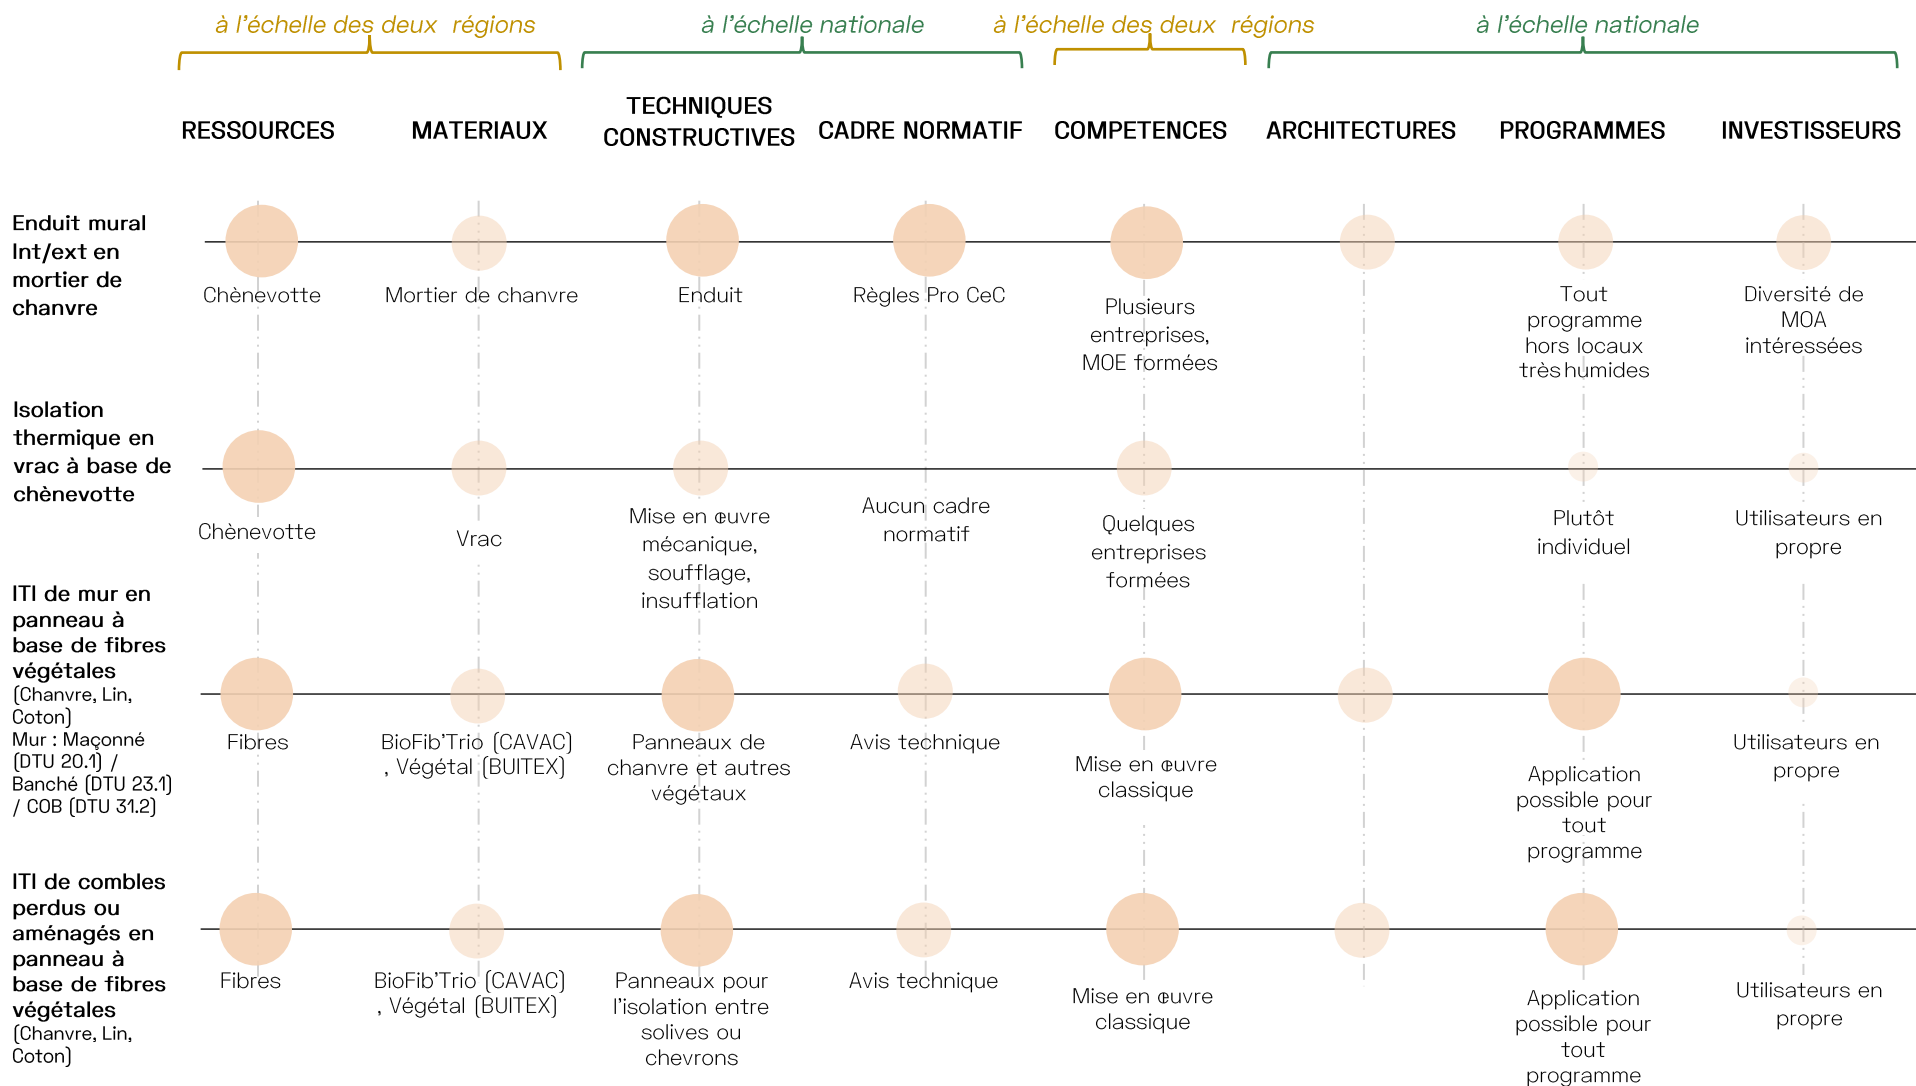 à l'échelle des deux régions
à l'échelle nationale
à l'échelle des deux régions
à l'échelle nationale
RESSOURCES
MATERIAUX
TECHNIQUES
CONSTRUCTIVES
CADRE NORMATIF
COMPETENCES
ARCHITECTURES
PROGRAMMES
INVESTISSEURS
Enduit mural
Int/ext en
mortier de
chanvre
Chènevotte
Mortier de chanvre
Enduit
Règles Pro CeC
Plusieurs
entreprises,
MOE formées
Tout
programme
hors locaux
très humides
Diversité de
MOA
intéressées
Isolation
thermique en
vrac à base de
chènevotte
Chènevotte
Vrac
Mise en œuvre
mécanique,
soufflage,
insufflation
Aucun cadre
normatif
Quelques
entreprises
formées
Plutôt
individuel
Utilisateurs en
propre
ITI de mur en
panneau à
base de fibres
végétales
(Chanvre, Lin,
Coton)
Mur : Maçonné
(DTU 20.1) /
Banché (DTU 23.1)
/ COB (DTU 31.2)
Fibres
BioFib'Trio (CAVAC)
, Végétal (BUITEX)
Panneaux de
chanvre et autres
végétaux
Avis technique
Mise en œuvre
classique
Application
possible pour
tout
programme
Utilisateurs en
propre
ITI de combles
perdus ou
aménagés en
panneau à
base de fibres
végétales
(Chanvre, Lin,
Coton)
Fibres
BioFib'Trio (CAVAC)
, Végétal (BUITEX)
Panneaux pour
l'isolation entre
solives ou
chevrons
Avis technique
Mise en œuvre
classique
Application
possible pour
tout
programme
Utilisateurs en
propre